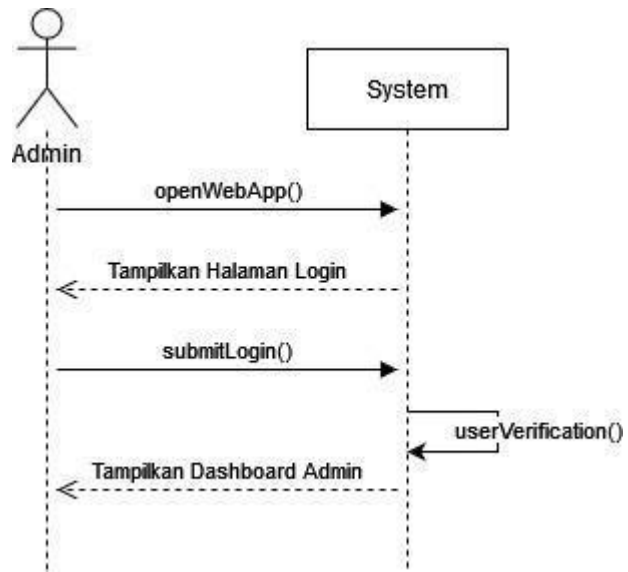 System
Admin
openWebApp()
Tampilkan Halaman Login
submitLogin()
userVerification()
Tampilkan Dashboard Admin